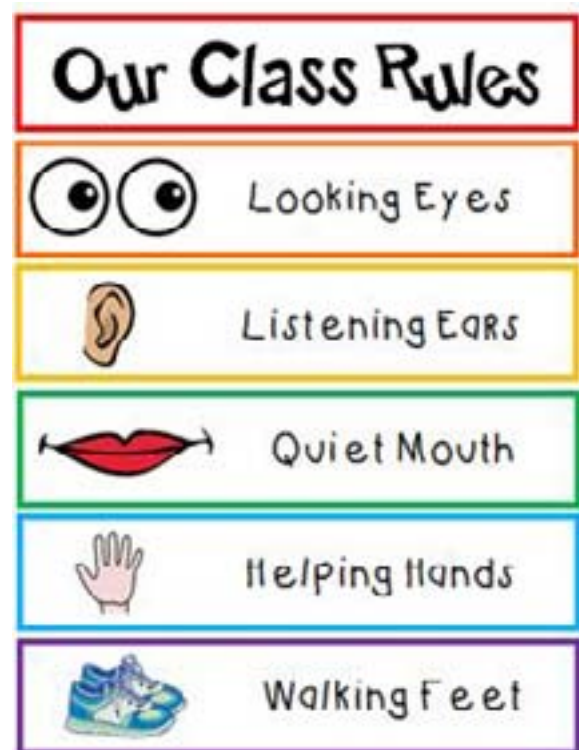 Our Class Rules
Looking Eyes
Listening Ears
Quiet Mouth
Helping Hands
Walking Feet